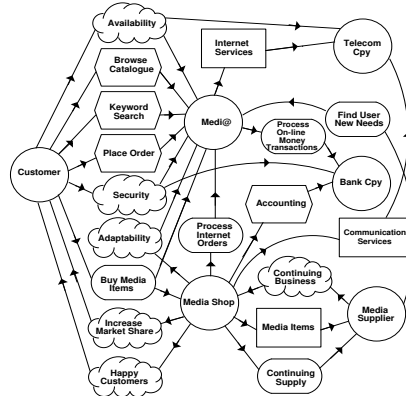 Availability
Internet
Services
Telecom
Cpy
Browse
Catalogue
Keyword
Search
Medi@
Process
On-line
Money
Transactions
Find User
New Needs
Place Order
Customer
Security
Bank Cpy
Accounting
Adaptability
Process
Internet
Orders
Communication
Services
Buy Media
Items
Media Shop
Continuing
Business
Increase
Market Share
Media Items
Media
Supplier
Happy
Customers
Continuing
Supply